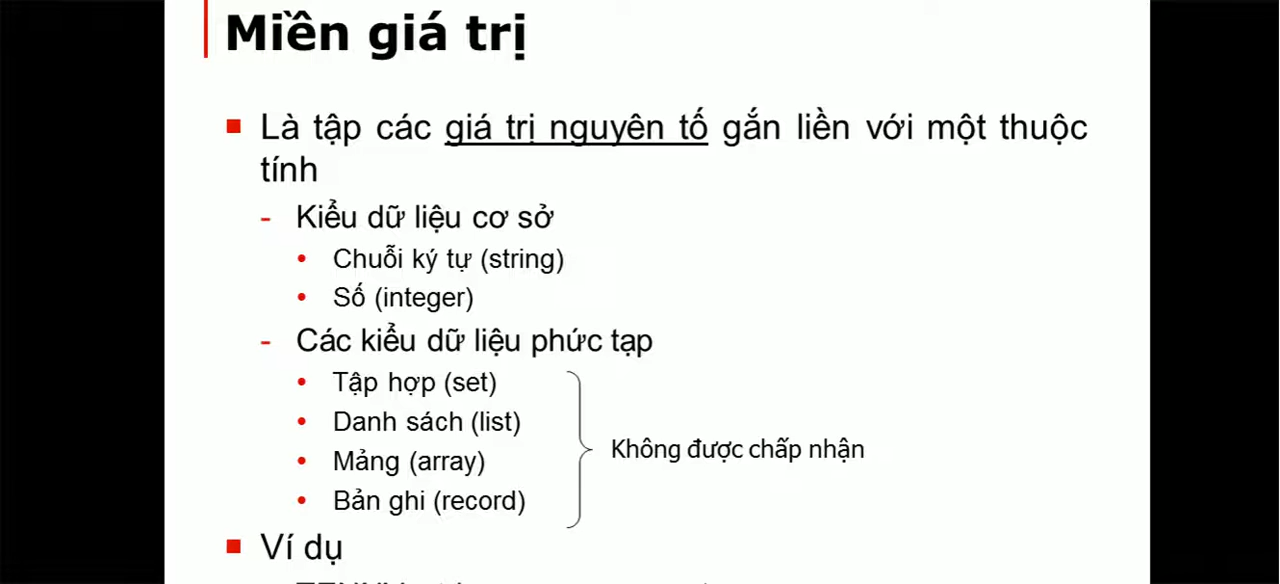 Miền giá trị
Là tập các giá trị nguyên tố gắn liền với một thuộc
tính
- Kiểu dữ liệu cơ sở
• Chuỗi ký tự (string)
• Số (integer)
- Các kiểu dữ liệu phức tạp
• Tập hợp (set)
• Danh sách (list)
• Mảng (array)
• Bản ghi (record)
Không được chấp nhận
Ví dụ